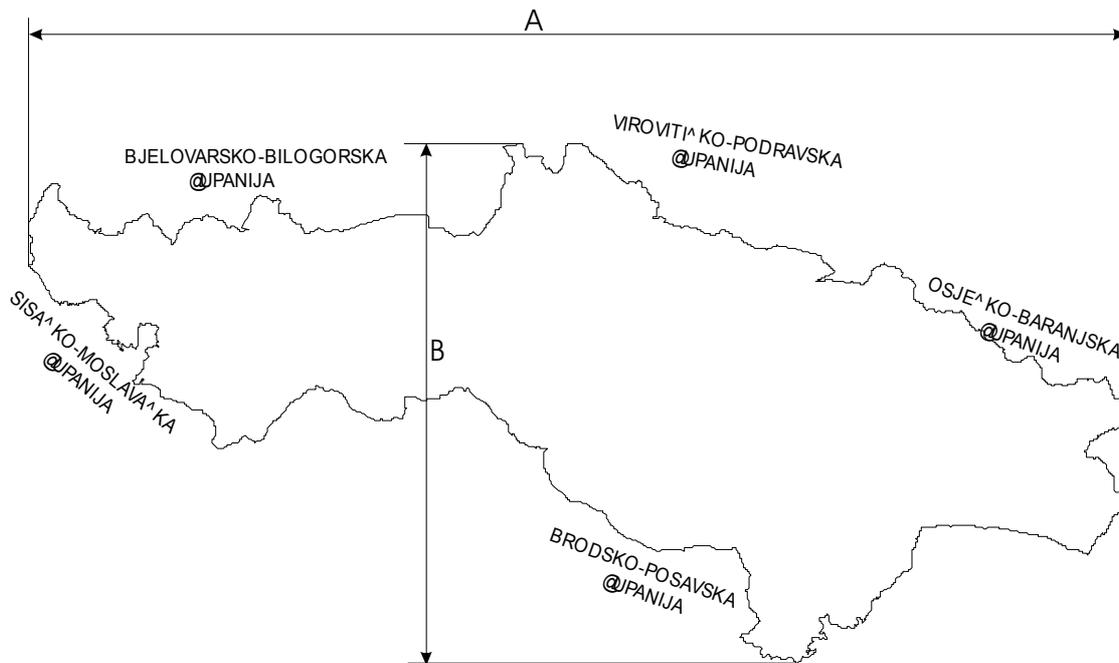 A
VIROVITI^KO-PODRAVSKA
@UPANIJA
BJELOVARSKO-BILOGORSKA
@UPANIJA
OSJE^KO-BARANJSKA
@UPANIJA
SISA^KO-MOSLAVA^KA
@UPANIJA
B
BRODSKO-POSAVSKA
@UPANIJA